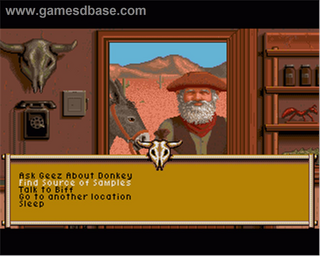 www.gamesdbase.com
Ask Geez About Donkey
Find Source of Samples
Talk to Biff
Go to another location
Sleep